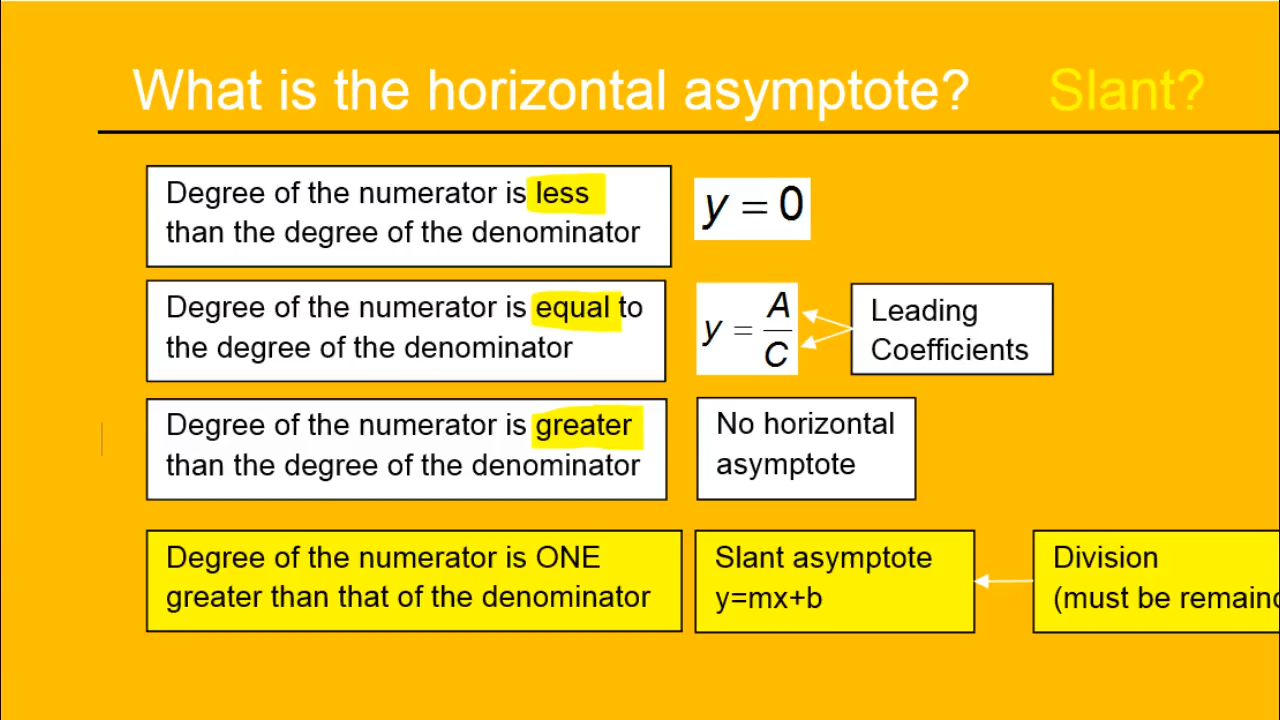 What is the horizontal asymptote? Slant?
Degree of the numerator is less
than the degree of the denominator
y = 0
Degree of the numerator is equal to
the degree of the denominator
y = A/C
Leading
Coefficients
Degree of the numerator is greater
than the degree of the denominator
No horizontal
asymptote
Degree of the numerator is ONE
greater than that of the denominator
Slant asymptote
y=mx+b
Division
(must be